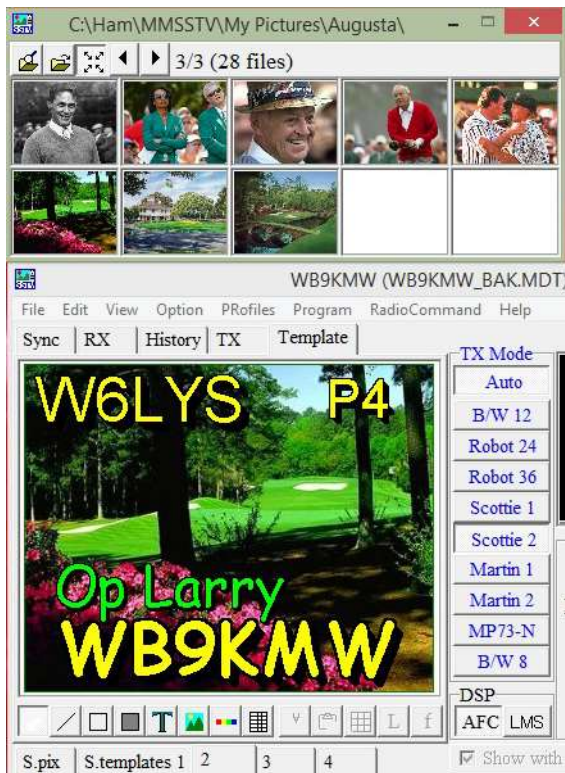 C:\Ham\MMSSTV\My Pictures\Augusta\
3/3 (28 files)
WB9KMW (WB9KMW_BAK.MDT)
File Edit View Option PRofiles Program RadioCommand Help
Sync RX History TX Template
TX Mode
Auto
B/W 12
Robot 24
Robot 36
Scottie 1
Scottie 2
Martin 1
Martin 2
MP73-N
B/W 8
W6LYS P4
Op Larry
WB9KMW
DSP
AFC LMS
T L f
S.pix S.templates 1 2 3 4
Show with